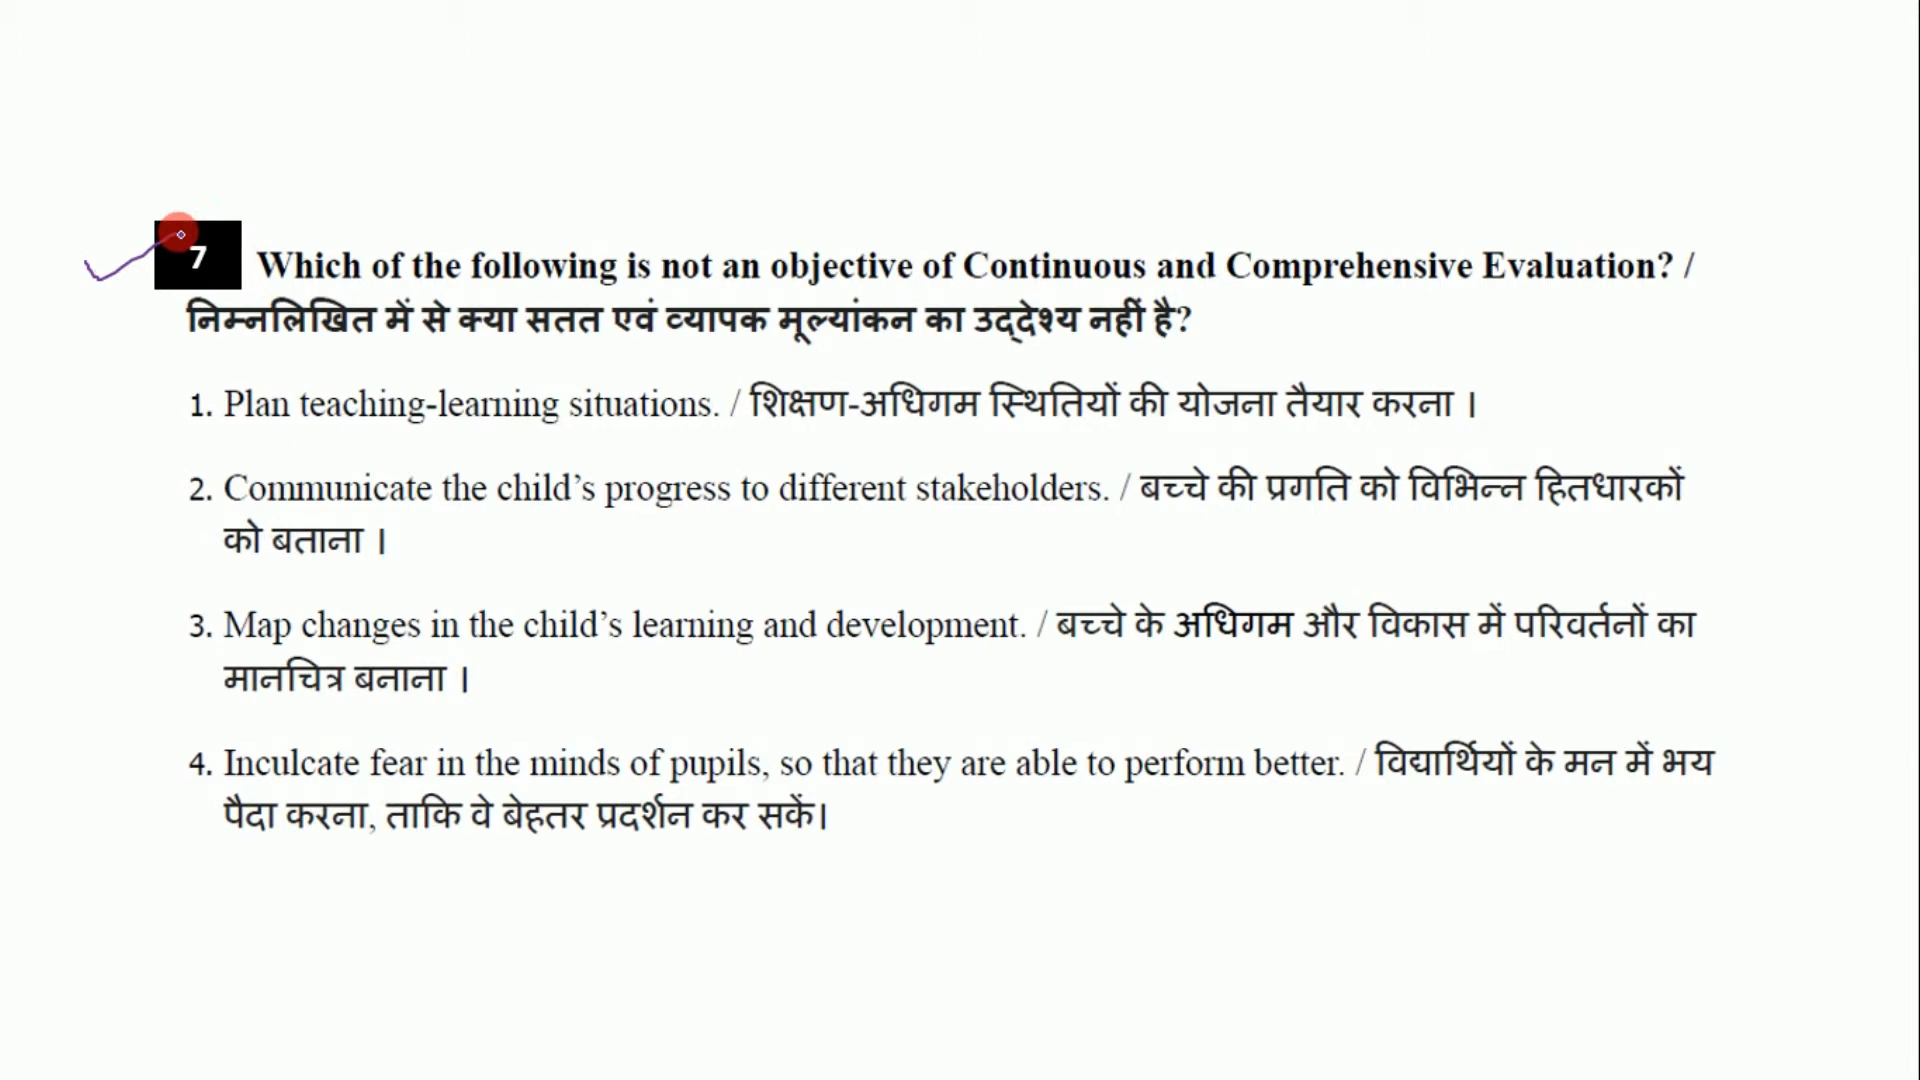 7 Which of the following is not an objective of Continuous and Comprehensive Evaluation? /
निम्नलिखित में से क्या सतत एवं व्यापक मूल्यांकन का उद्देश्य नहीं है?
1. Plan teaching-learning situations. / शिक्षण-अधिगम स्थितियों की योजना तैयार करना ।
2. Communicate the child’s progress to different stakeholders. / बच्चे की प्रगति को विभिन्न हितधारकों
को बताना ।
3. Map changes in the child’s learning and development. / बच्चे के अधिगम और विकास में परिवर्तनों का
मानचित्र बनाना ।
4. Inculcate fear in the minds of pupils, so that they are able to perform better. / विद्यार्थियों के मन में भय
पैदा करना, ताकि वे बेहतर प्रदर्शन कर सकें।